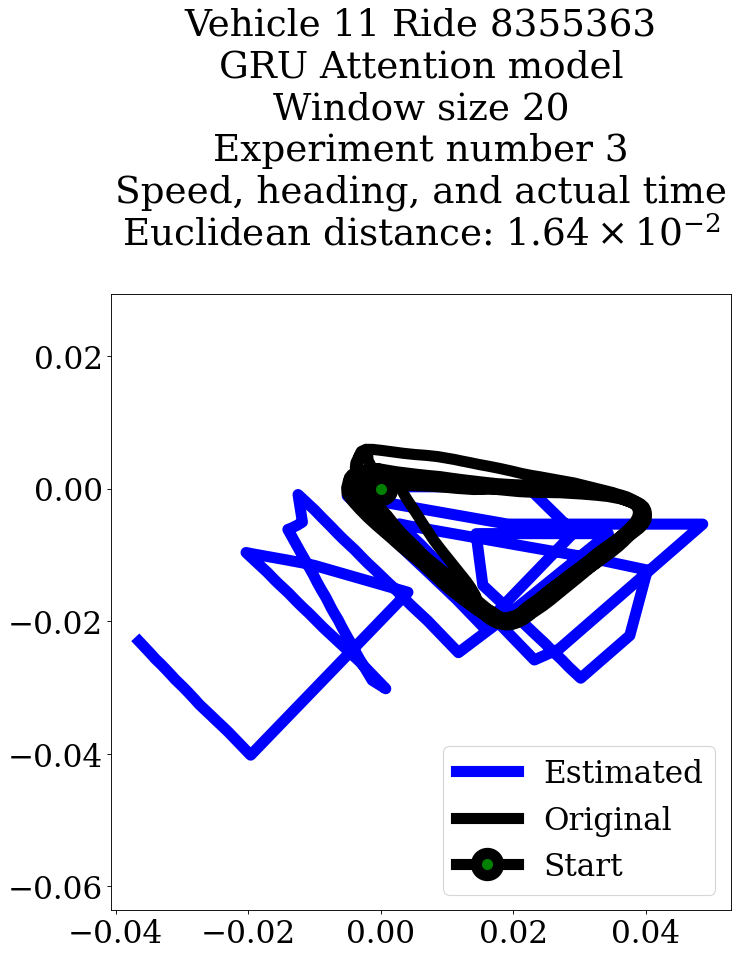 Vehicle 11 Ride 8355363
GRU Attention model
Window size 20
Experiment number 3
Speed, heading, and actual time
Euclidean distance: 1.64 × 10⁻²
0.02
0.00
−0.02
−0.04
−0.06
−0.04 −0.02 0.00 0.02 0.04
Estimated
Original
Start